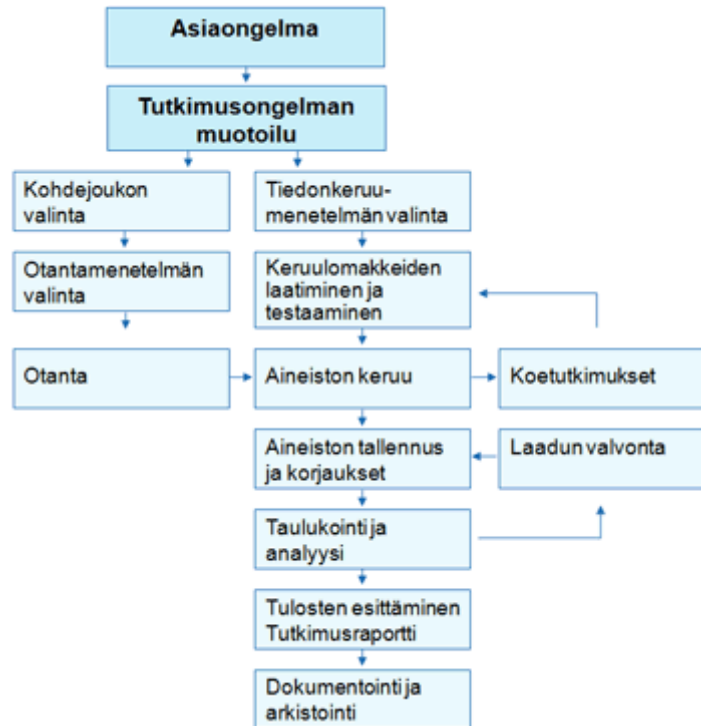 Asiaongelma
Tutkimusongelman
muotoilu
Kohdejoukon
valinta
Tiedonkeruu-
menetelmän valinta
Otantamenetelmän
valinta
Keruulomakkeiden
laatiminen ja
testaaminen
Otanta
Aineiston keruu
Koetutkimukset
Aineiston tallennus
ja korjaukset
Laadun valvonta
Taulukointi ja
analyysi
Tulosten esittäminen
Tutkimusraportti
Dokumentointi ja
arkistointi